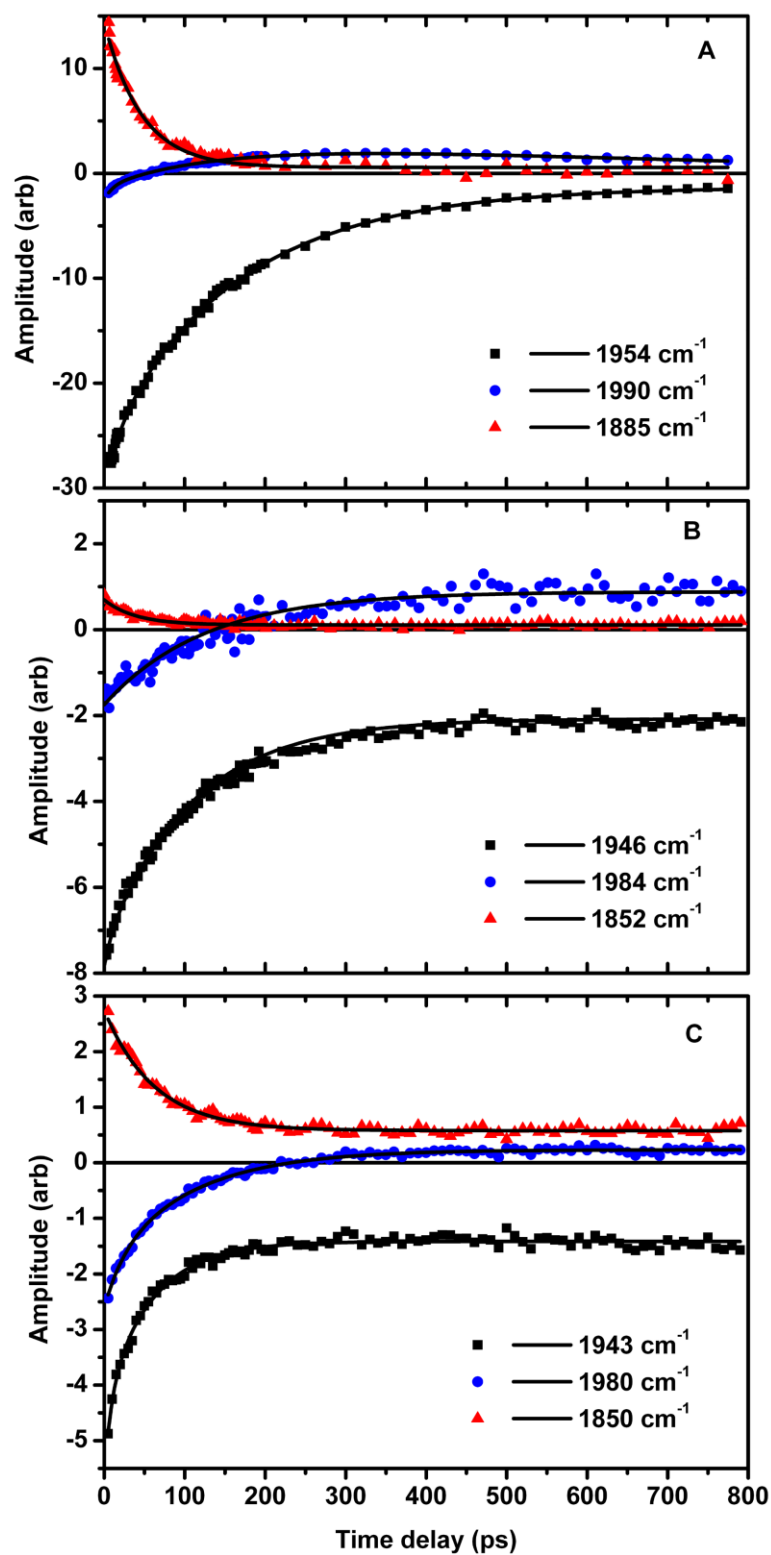 A
10
0
-10
-20
-30
Amplitude (arb)
1954 cm⁻¹
1990 cm⁻¹
1885 cm⁻¹
B
2
0
-2
-4
-6
-8
Amplitude (arb)
1946 cm⁻¹
1984 cm⁻¹
1852 cm⁻¹
C
3
2
1
0
-1
-2
-3
-4
-5
Amplitude (arb)
1943 cm⁻¹
1980 cm⁻¹
1850 cm⁻¹
0 100 200 300 400 500 600 700 800
Time delay (ps)